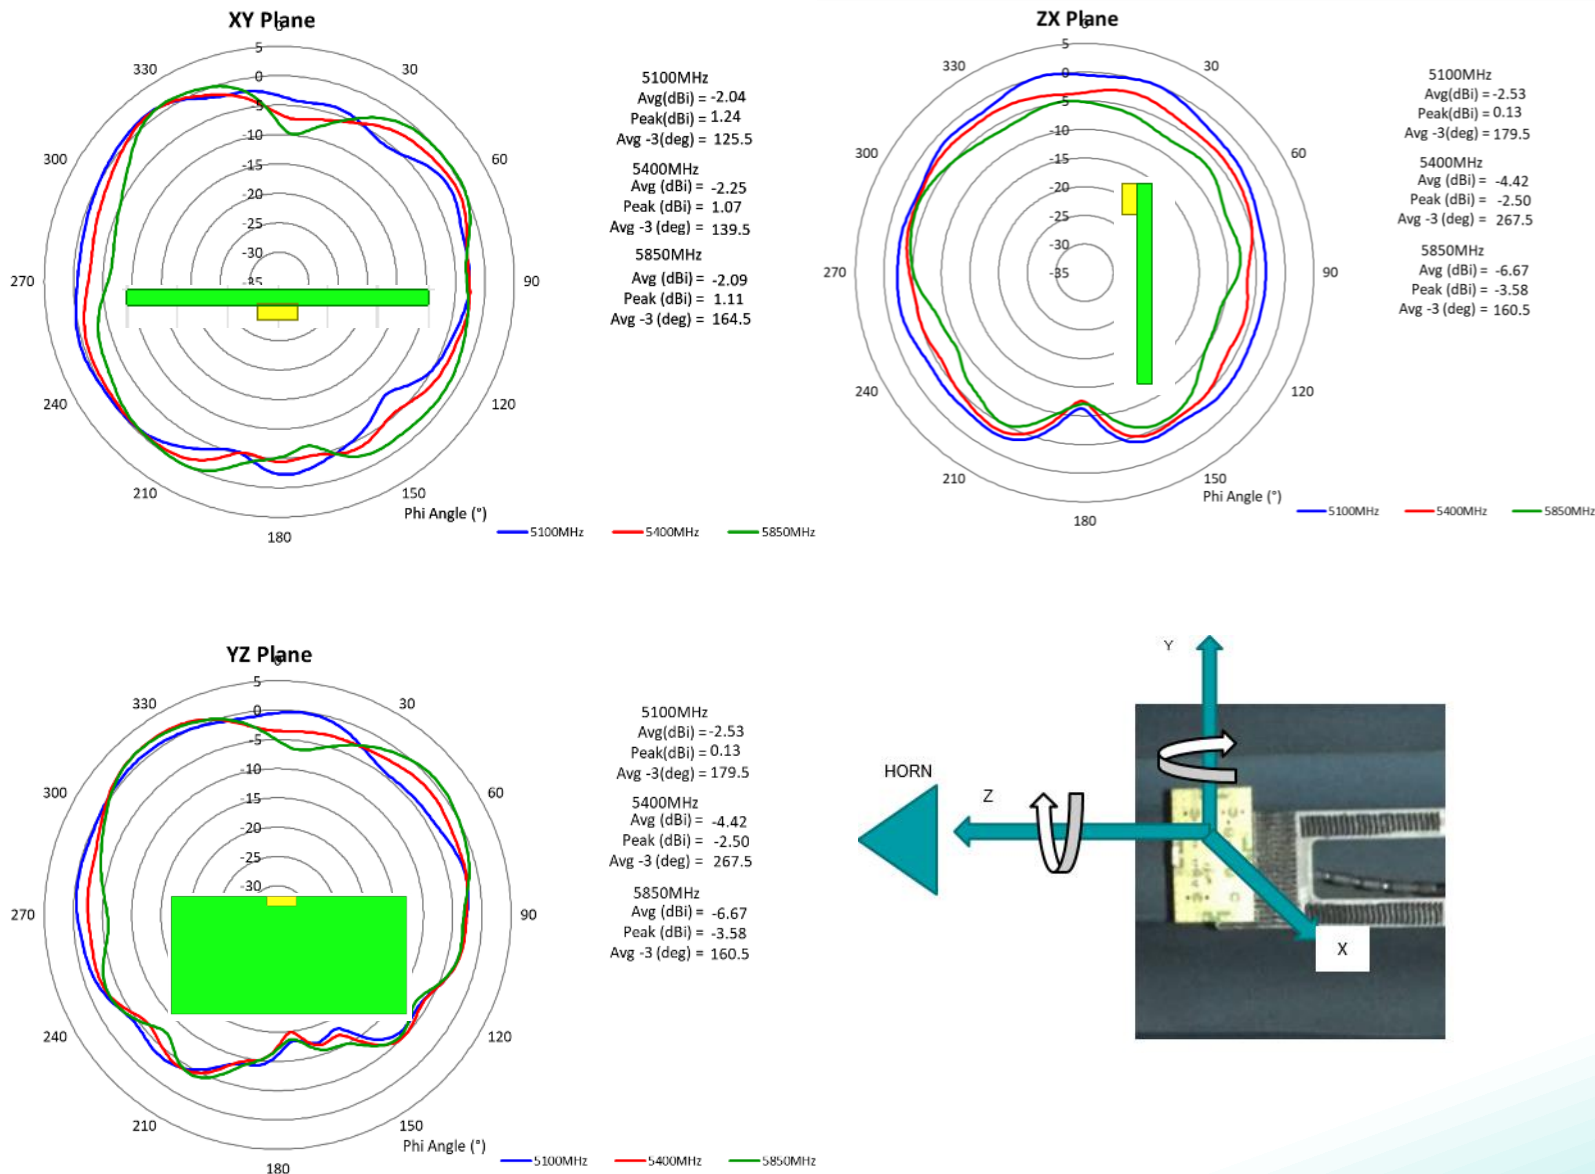 XY Plane
0
5
0
-5
-10
-15
-20
-25
-30
-35
30
60
90
120
150
180
210
240
270
300
330
Phi Angle (°)
5100MHz
5400MHz
5850MHz
5100MHz
Avg(dBi) = -2.04
Peak(dBi) = 1.24
Avg -3(deg) = 125.5
5400MHz
Avg (dBi) = -2.25
Peak (dBi) = 1.07
Avg -3 (deg) = 139.5
5850MHz
Avg (dBi) = -2.09
Peak (dBi) = 1.11
Avg -3 (deg) = 164.5
ZX Plane
0
5
0
-5
-10
-15
-20
-25
-30
-35
30
60
90
120
150
180
210
240
270
300
330
Phi Angle (°)
5100MHz
5400MHz
5850MHz
5100MHz
Avg(dBi) = -2.53
Peak(dBi) = 0.13
Avg -3(deg) = 179.5
5400MHz
Avg (dBi) = -4.42
Peak (dBi) = -2.50
Avg -3 (deg) = 267.5
5850MHz
Avg (dBi) = -6.67
Peak (dBi) = -3.58
Avg -3 (deg) = 160.5
YZ Plane
0
5
0
-5
-10
-15
-20
-25
-30
30
60
90
120
150
180
210
240
270
300
330
Phi Angle (°)
5100MHz
5400MHz
5850MHz
5100MHz
Avg(dBi) = -2.53
Peak(dBi) = 0.13
Avg -3(deg) = 179.5
5400MHz
Avg (dBi) = -4.42
Peak (dBi) = -2.50
Avg -3 (deg) = 267.5
5850MHz
Avg (dBi) = -6.67
Peak (dBi) = -3.58
Avg -3 (deg) = 160.5
Y
HORN
Z
X